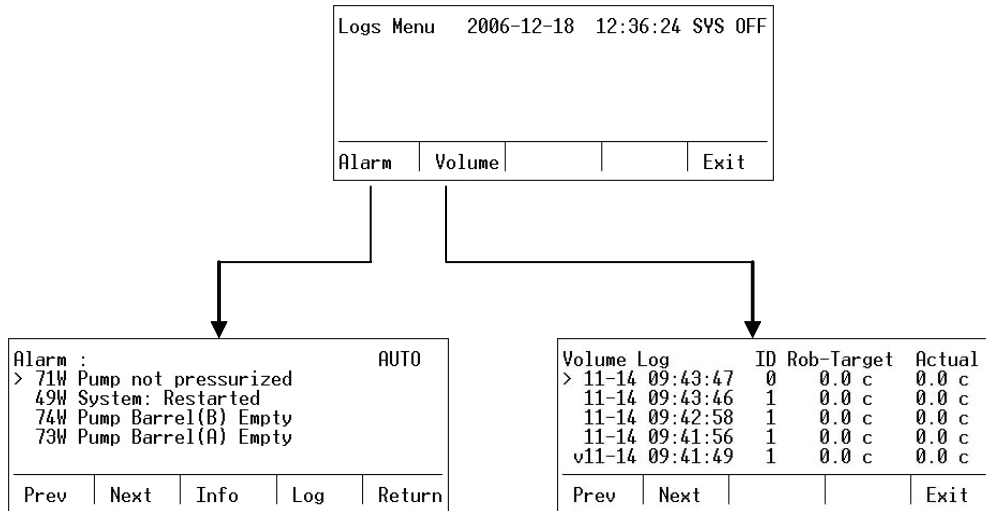 Logs Menu 2006-12-18 12:36:24 SYS OFF
Alarm Volume Exit
Alarm : AUTO
> 71W Pump not pressurized
49W System: Restarted
74W Pump Barrel(B) Empty
73W Pump Barrel(A) Empty
Prev Next Info Log Return
Volume Log ID Rob-Target Actual
> 11-14 09:43:47 0 0.0 c 0.0 c
11-14 09:43:46 1 0.0 c 0.0 c
11-14 09:42:58 1 0.0 c 0.0 c
11-14 09:41:56 1 0.0 c 0.0 c
v11-14 09:41:49 1 0.0 c 0.0 c
Prev Next Exit